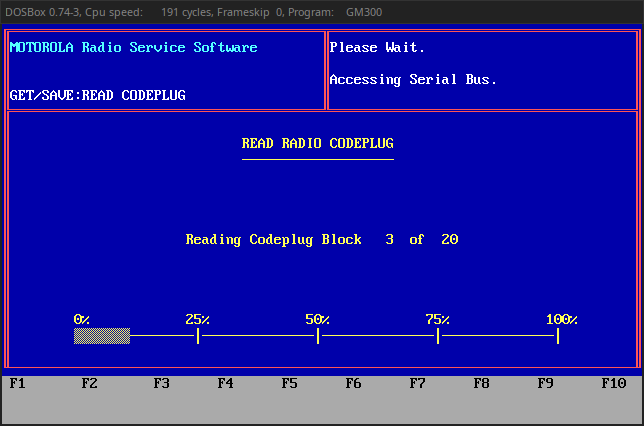 DOSBox 0.74-3, Cpu speed: 191 cycles, Frameskip 0, Program: GM300
MOTOROLA Radio Service Software
GET/SAVE:READ CODEPLUG
Please Wait.
Accessing Serial Bus.
READ RADIO CODEPLUG
Reading Codeplug Block 3 of 20
0% 25% 50% 75% 100%
F1 F2 F3 F4 F5 F6 F7 F8 F9 F10